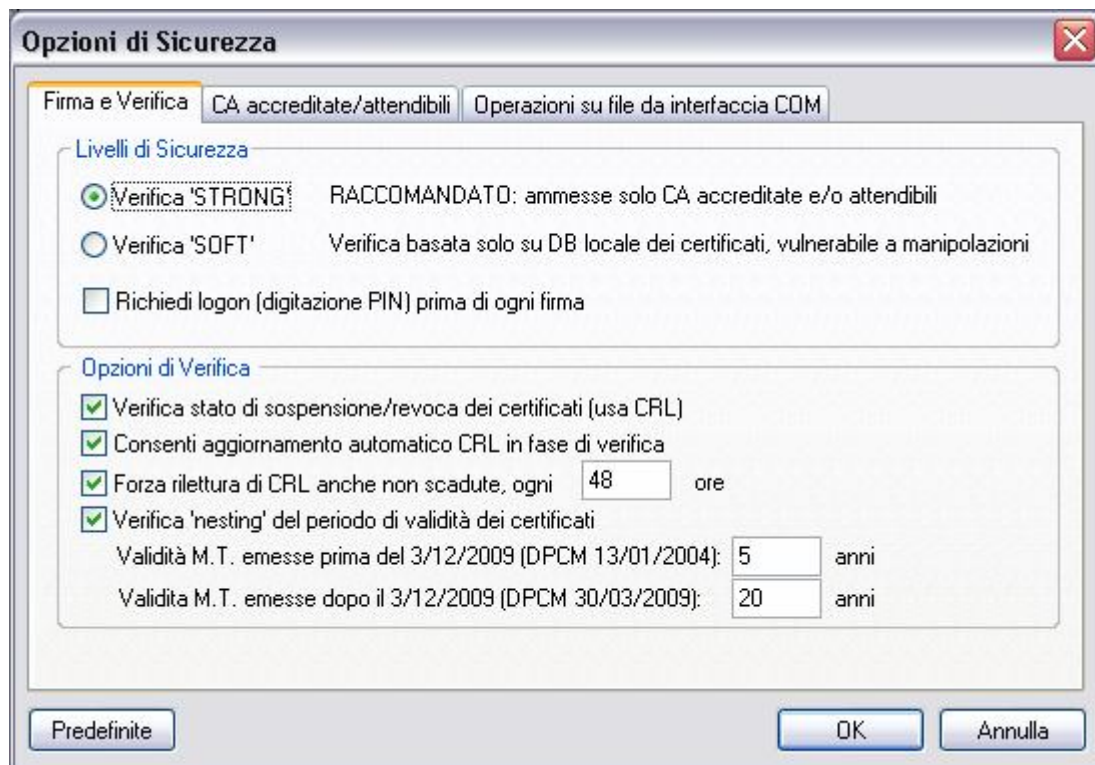 Opzioni di Sicurezza
Firma e Verifica CA accreditate/attendibili Operazioni su file da interfaccia COM
Livelli di Sicurezza
Verifica 'STRONG' RACCOMANDATO: ammesse solo CA accreditate e/o attendibili
Verifica 'SOFT' Verifica basata solo su DB locale dei certificati, vulnerabile a manipolazioni
Richiedi logon (digitazione PIN) prima di ogni firma
Opzioni di Verifica
Verifica stato di sospensione/revoca dei certificati (usa CRL)
Consenti aggiornamento automatico CRL in fase di verifica
Forza rilettura di CRL anche non scadute, ogni 48 ore
Verifica 'nesting' del periodo di validità dei certificati
Validità M.T. emesse prima del 3/12/2009 (DPCM 13/01/2004): 5 anni
Validita M.T. emesse dopo il 3/12/2009 (DPCM 30/03/2009): 20 anni
Predefinite OK Annulla